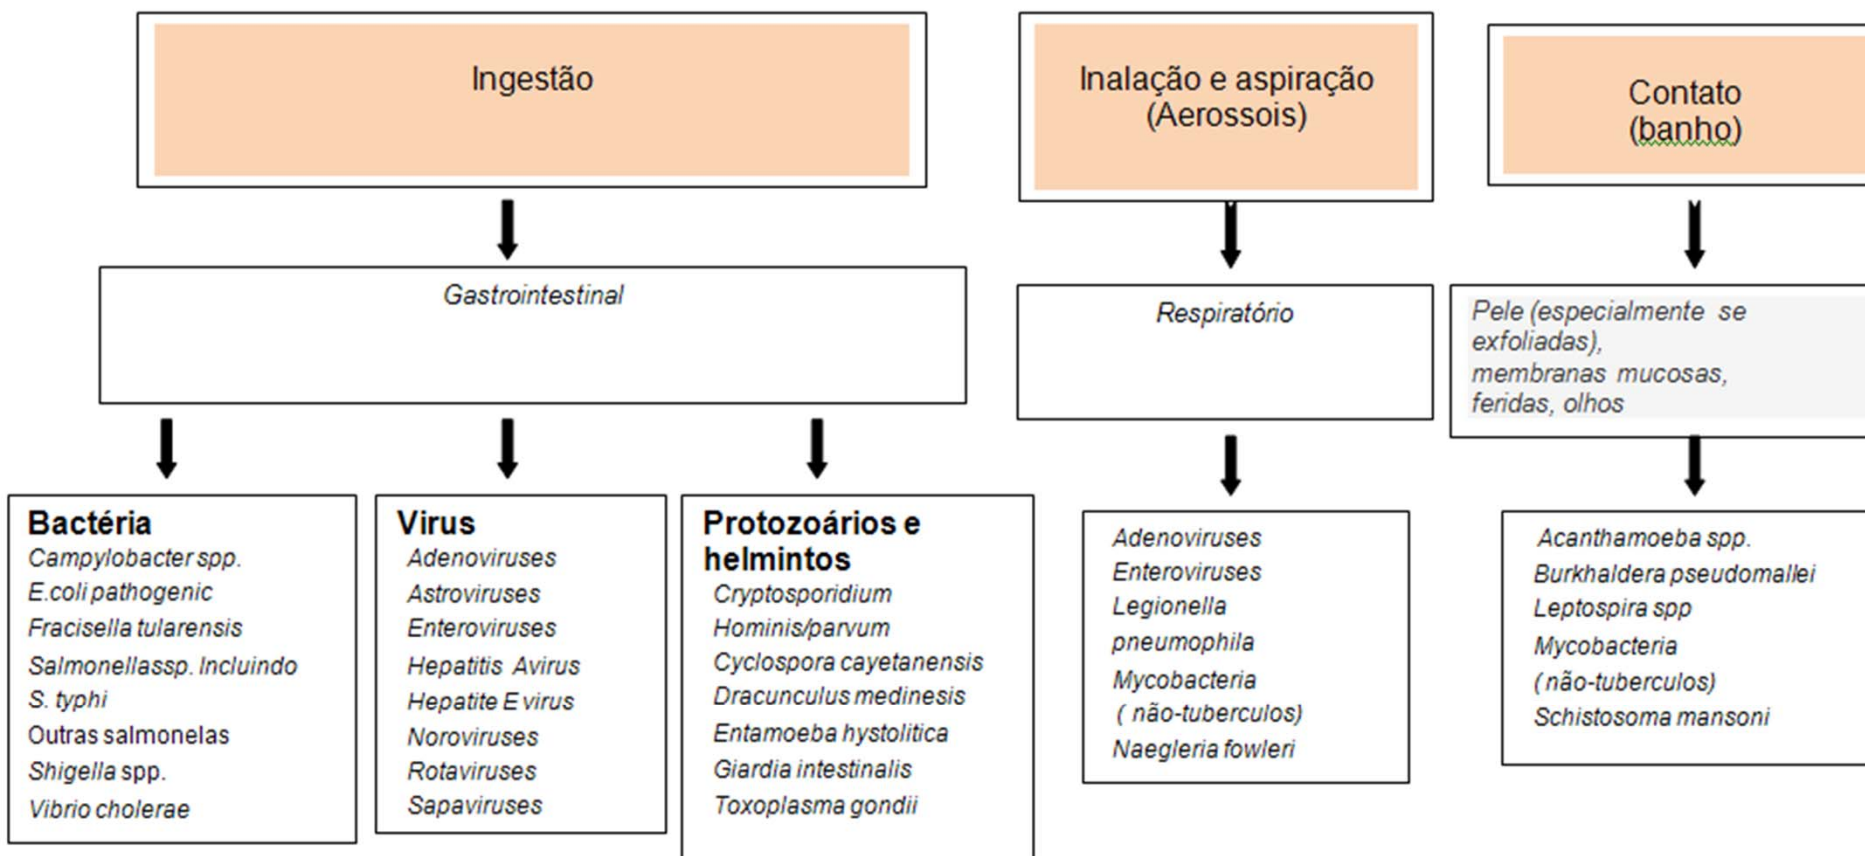 Ingestão
Inalação e aspiração
(Aerossois)
Contato
(banho)
Gastrointestinal
Respiratório
Pele (especialmente se
exfoliadas),
membranas mucosas,
feridas, olhos
Bactéria
Campylobacter spp.
E.coli pathogenic
Fracisella tularensis
Salmonellassp. Incluindo
S. typhi
Outras salmonelas
Shigella spp.
Vibrio cholerae
Virus
Adenoviruses
Astroviruses
Enteroviruses
Hepatitis Avirus
Hepatite E virus
Noroviruses
Rotaviruses
Sapaviruses
Protozoários e
helmintos
Cryptosporidium
Hominis/parvum
Cyclospora cayetanensis
Dracunculus medinesis
Entamoeba hystolitica
Giardia intestinalis
Toxoplasma gondii
Adenoviruses
Enteroviruses
Legionella
pneumophila
Mycobacteria
( não-tuberculos)
Naegleria fowleri
Acanthamoeba spp.
Burkhaldera pseudomallei
Leptospira spp
Mycobacteria
( não-tuberculos)
Schistosoma mansoni